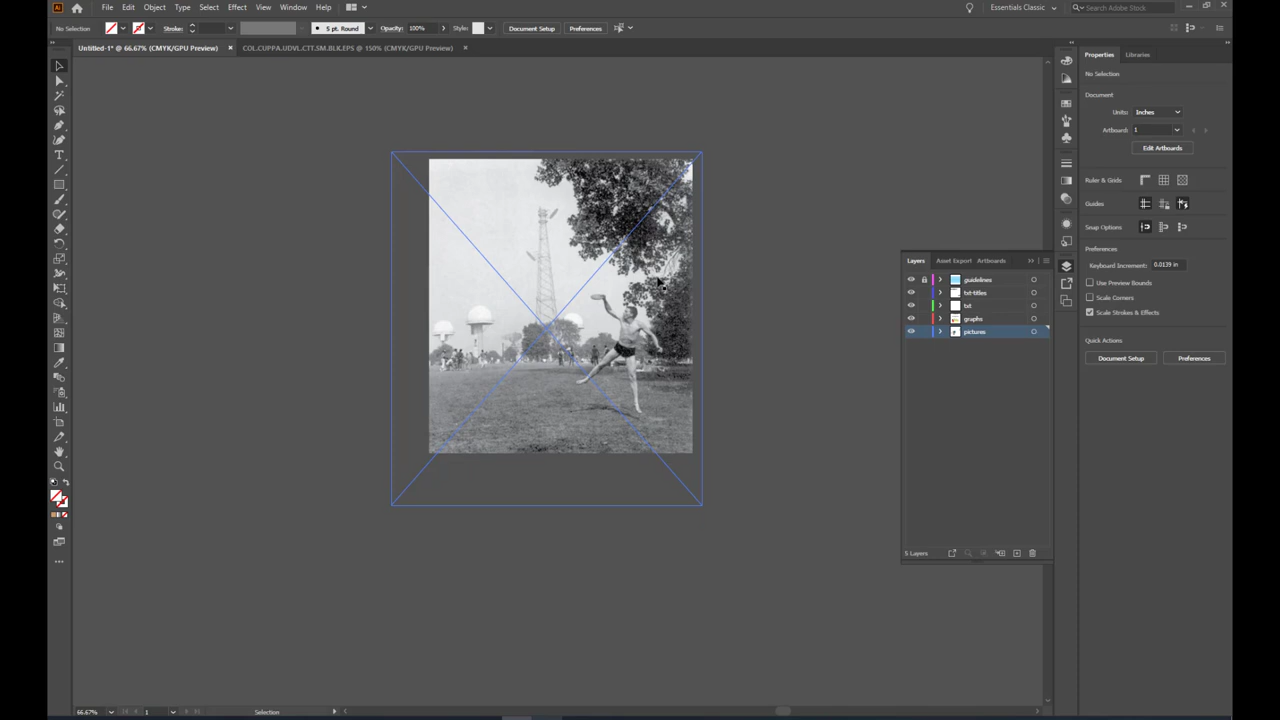 Ai File Edit Object Type Select Effect View Window Help Essentials Classic Search Adobe Stock
No Selection Stroke: 5 pt. Round Opacity: 100% Style: Document Setup Preferences
Untitled-1* @ 66.67% (CMYK/GPU Preview) × COL.CUPPA.UDVL.CTT.SM.BLK.EPS @ 150% (CMYK/GPU Preview) ×
Properties Libraries
No Selection
Document
Units: Inches
Artboard: 1
Edit Artboards
Ruler & Grids
Guides
Snap Options
Preferences
Keyboard Increment: 0.0139 in
Use Preview Bounds
Scale Corners
Scale Strokes & Effects
Quick Actions
Document Setup Preferences
Layers Asset Export Artboards
guidelines
txt-titles
txt
graphs
pictures
5 Layers
66.67% 1 Selection